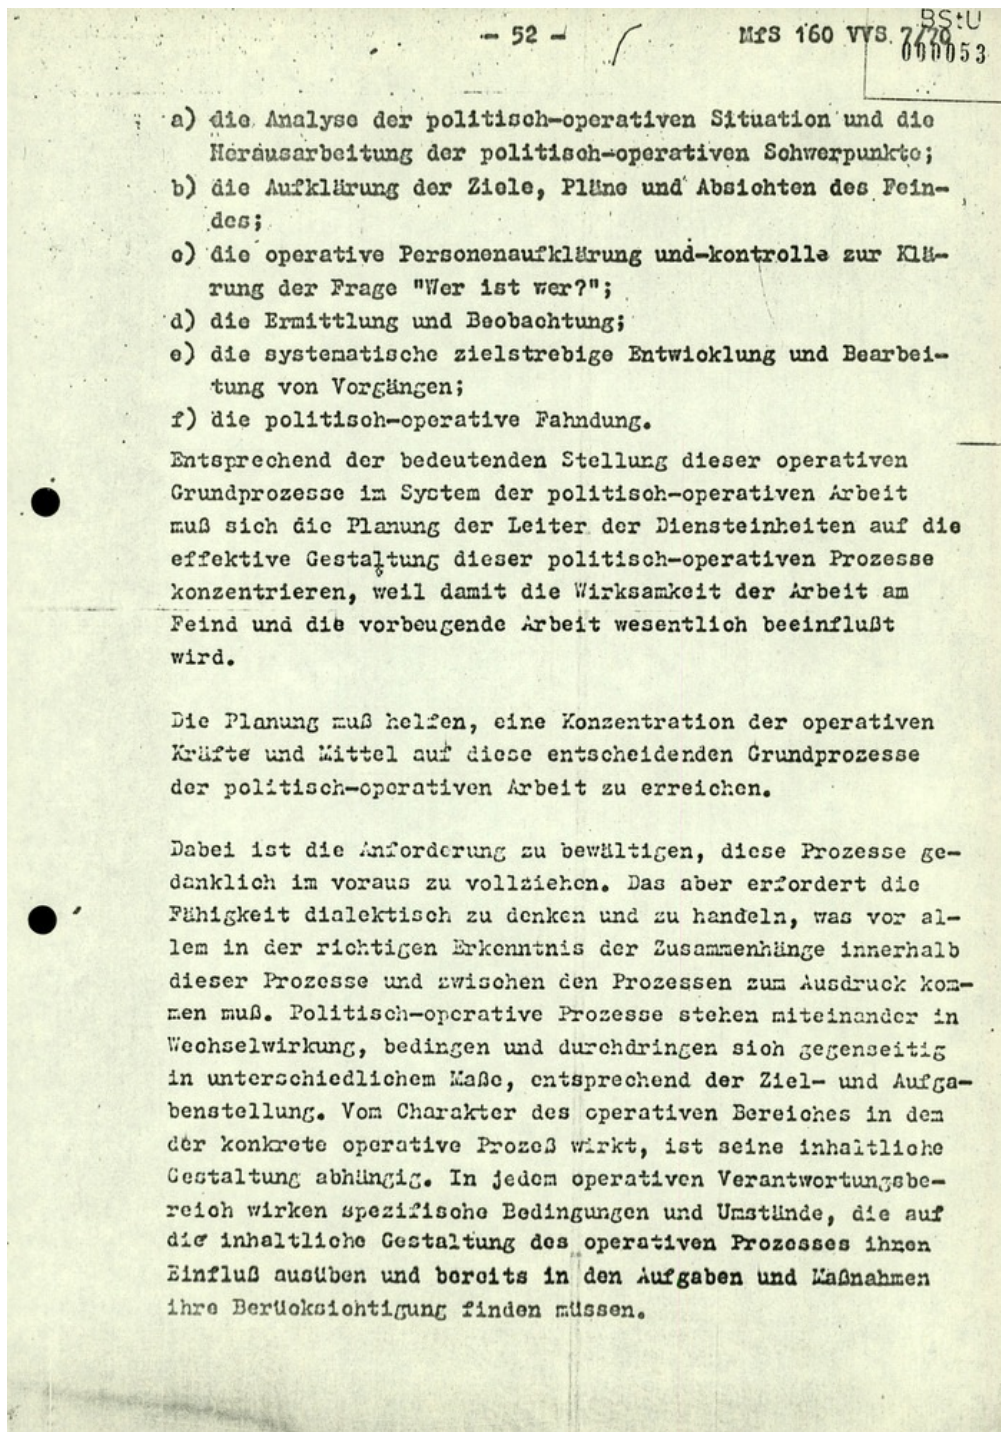 - 52 -
MfS 160 VVS 7/70
BStU
000053
a) die Analyse der politisch-operativen Situation und die
Herausarbeitung der politisch-operativen Schwerpunkte;
b) die Aufklärung der Ziele, Pläne und Absichten des Fein-
des;
c) die operative Personenaufklärung und-kontrolle zur Klä-
rung der Frage "Wer ist wer?";
d) die Ermittlung und Beobachtung;
e) die systematische zielstrebige Entwicklung und Bearbei-
tung von Vorgängen;
f) die politisch-operative Fahndung.
Entsprechend der bedeutenden Stellung dieser operativen
Grundprozesse im System der politisch-operativen Arbeit
muß sich die Planung der Leiter der Diensteinheiten auf die
effektive Gestaltung dieser politisch-operativen Prozesse
konzentrieren, weil damit die Wirksamkeit der Arbeit am
Feind und die vorbeugende Arbeit wesentlich beeinflußt
wird.
Die Planung muß helfen, eine Konzentration der operativen
Kräfte und Mittel auf diese entscheidenden Grundprozesse
der politisch-operativen Arbeit zu erreichen.
Dabei ist die Anforderung zu bewältigen, diese Prozesse ge-
danklich im voraus zu vollziehen. Das aber erfordert die
Fähigkeit dialektisch zu denken und zu handeln, was vor al-
lem in der richtigen Erkenntnis der Zusammenhänge innerhalb
dieser Prozesse und zwischen den Prozessen zum Ausdruck kom-
men muß. Politisch-operative Prozesse stehen miteinander in
Wechselwirkung, bedingen und durchdringen sich gegenseitig
in unterschiedlichem Maße, entsprechend der Ziel- und Aufga-
benstellung. Vom Charakter des operativen Bereiches in dem
der konkrete operative Prozeß wirkt, ist seine inhaltliche
Gestaltung abhängig. In jedem operativen Verantwortungsbe-
reich wirken spezifische Bedingungen und Umstände, die auf
die inhaltliche Gestaltung des operativen Prozesses ihren
Einfluß ausüben und bereits in den Aufgaben und Maßnahmen
ihre Berücksichtigung finden müssen.